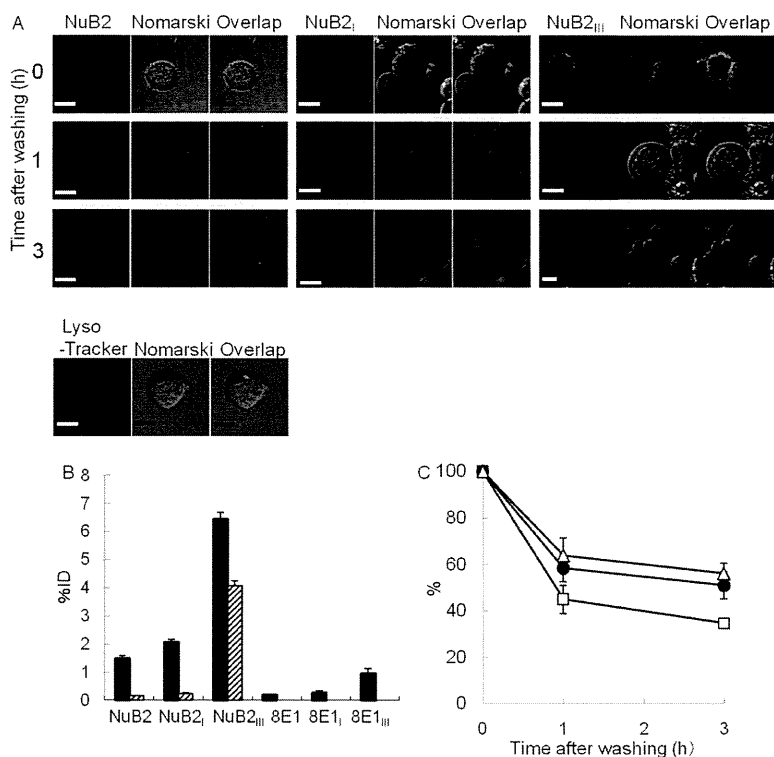 A
NuB2 Nomarski Overlap
NuB2I Nomarski Overlap
NuB2III Nomarski Overlap
Time after washing (h)
0
1
3
Lyso
-Tracker Nomarski Overlap
B
8
7
6
5
4
3
2
1
0
%ID
NuB2 NuB2I NuB2III 8E1 8E1I 8E1III
C
100
80
60
40
20
0
%
0 1 2 3
Time after washing (h)